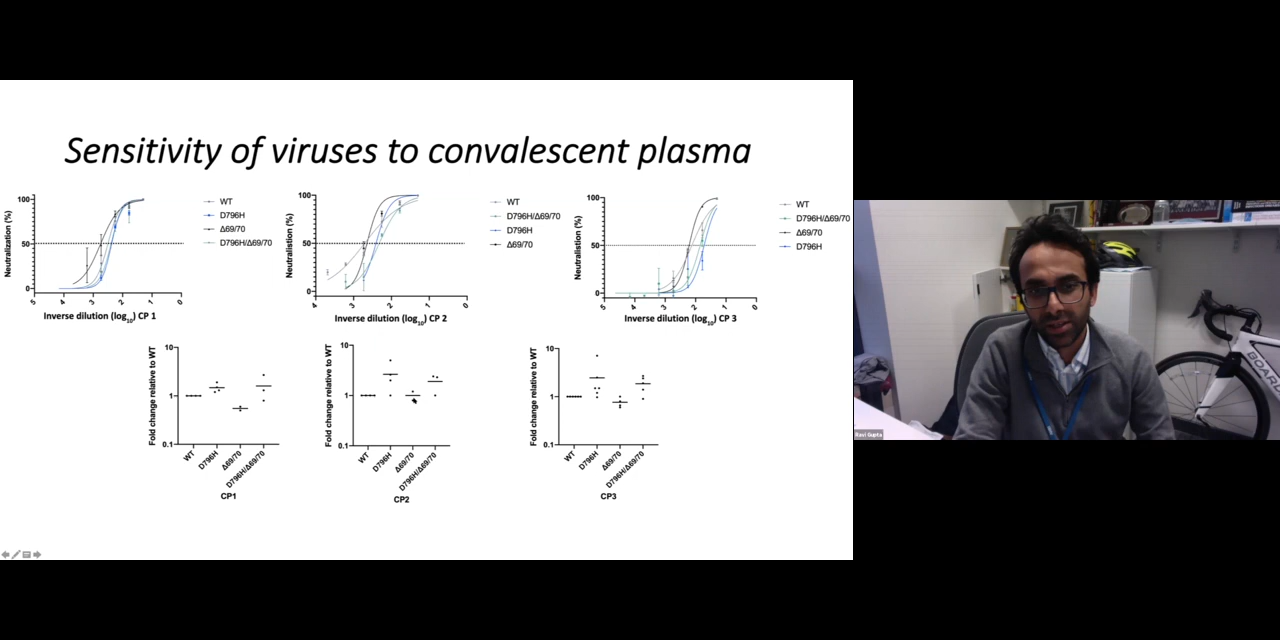 Sensitivity of viruses to convalescent plasma
Neutralization (%)
100
50
0
5 4 3 2 1 0
Inverse dilution (log10) CP 1
WT
D796H
Δ69/70
D796H/Δ69/70
Neutralistion (%)
100
50
0
4 3 2 1 0
Inverse dilution (log10) CP 2
WT
D796H/Δ69/70
D796H
Δ69/70
Neutralistion (%)
100
50
0
5 4 3 2 1 0
Inverse dilution (log10) CP 3
WT
D796H/Δ69/70
Δ69/70
D796H
Fold change relative to WT
10
1
0.1
WT
D796H
Δ69/70
D796H/Δ69/70
CP1
Fold change relative to WT
10
1
0.1
WT
D796H
Δ69/70
D796H/Δ69/70
CP2
Fold change relative to WT
10
1
0.1
WT
D796H
Δ69/70
D796H/Δ69/70
CP3
BOARD
Ravi Gupta